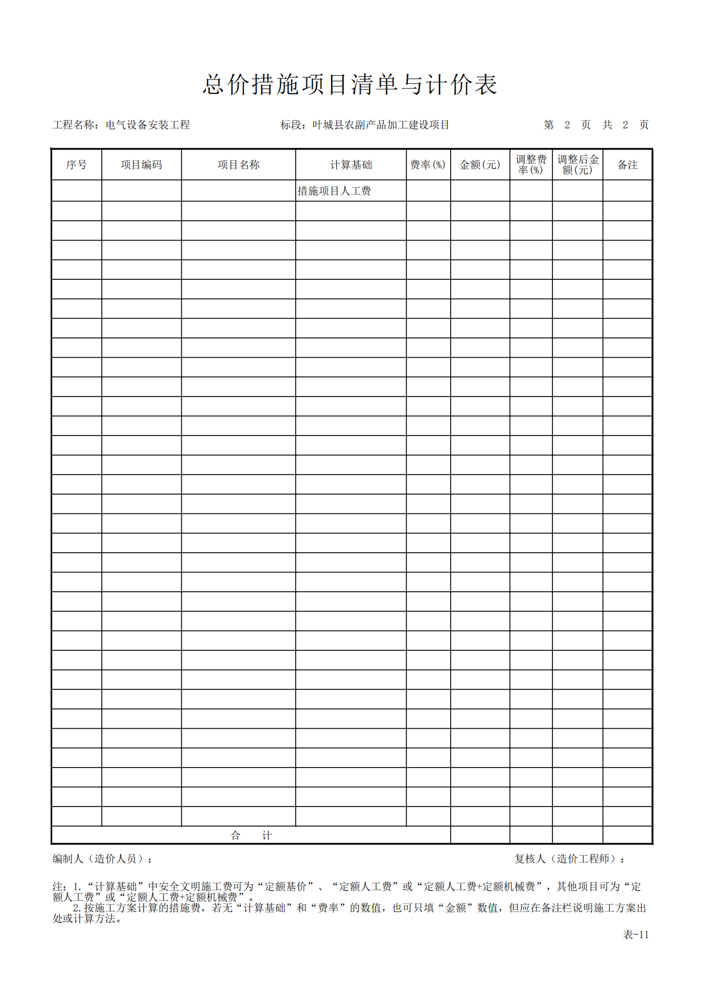 总价措施项目清单与计价表
工程名称：电气设备安装工程 标段：叶城县农副产品加工建设项目 第 2 页 共 2 页
序号 项目编码 项目名称 计算基础 费率(%) 金额(元) 调整费率(%) 调整后金额(元) 备注
措施项目人工费
合 计
编制人（造价人员）： 复核人（造价工程师）：
注：1.“计算基础”中安全文明施工费可为“定额基价”、“定额人工费”或“定额人工费+定额机械费”，其他项目可为“定
额人工费”或“定额人工费+定额机械费”。
2.按施工方案计算的措施费，若无“计算基础”和“费率”的数值，也可只填“金额”数值，但应在备注栏说明施工方案出
处或计算方法。
表-11